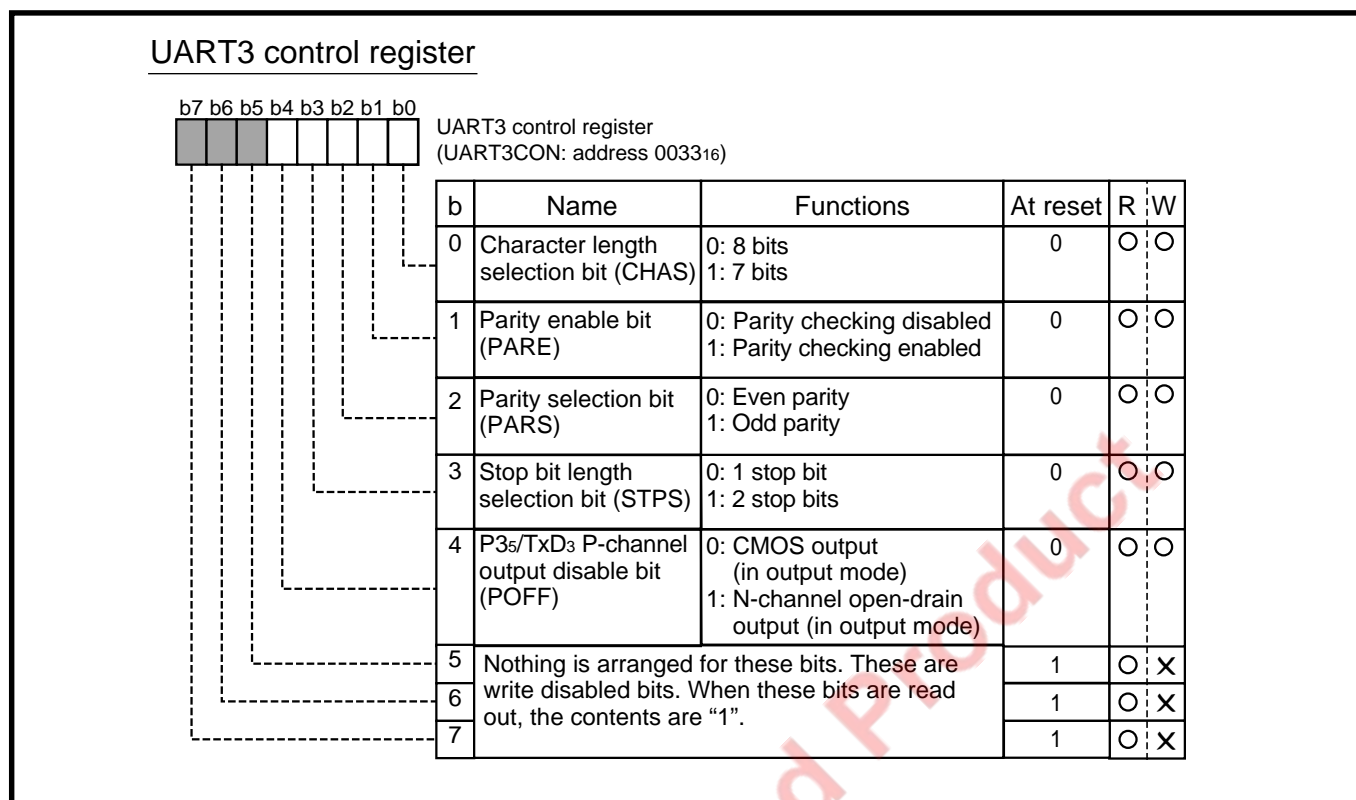 UART3 control register
b7 b6 b5 b4 b3 b2 b1 b0
UART3 control register
(UART3CON: address 003316)
b Name Functions At reset R W
0 Character length selection bit (CHAS) 0: 8 bits 1: 7 bits 0 O O
1 Parity enable bit (PARE) 0: Parity checking disabled 1: Parity checking enabled 0 O O
2 Parity selection bit (PARS) 0: Even parity 1: Odd parity 0 O O
3 Stop bit length selection bit (STPS) 0: 1 stop bit 1: 2 stop bits 0 O O
4 P35/TxD3 P-channel output disable bit (POFF) 0: CMOS output (in output mode) 1: N-channel open-drain output (in output mode) 0 O O
5 Nothing is arranged for these bits. These are 1 O X
6 write disabled bits. When these bits are read 1 O X
7 out, the contents are “1”. 1 O X
d Product